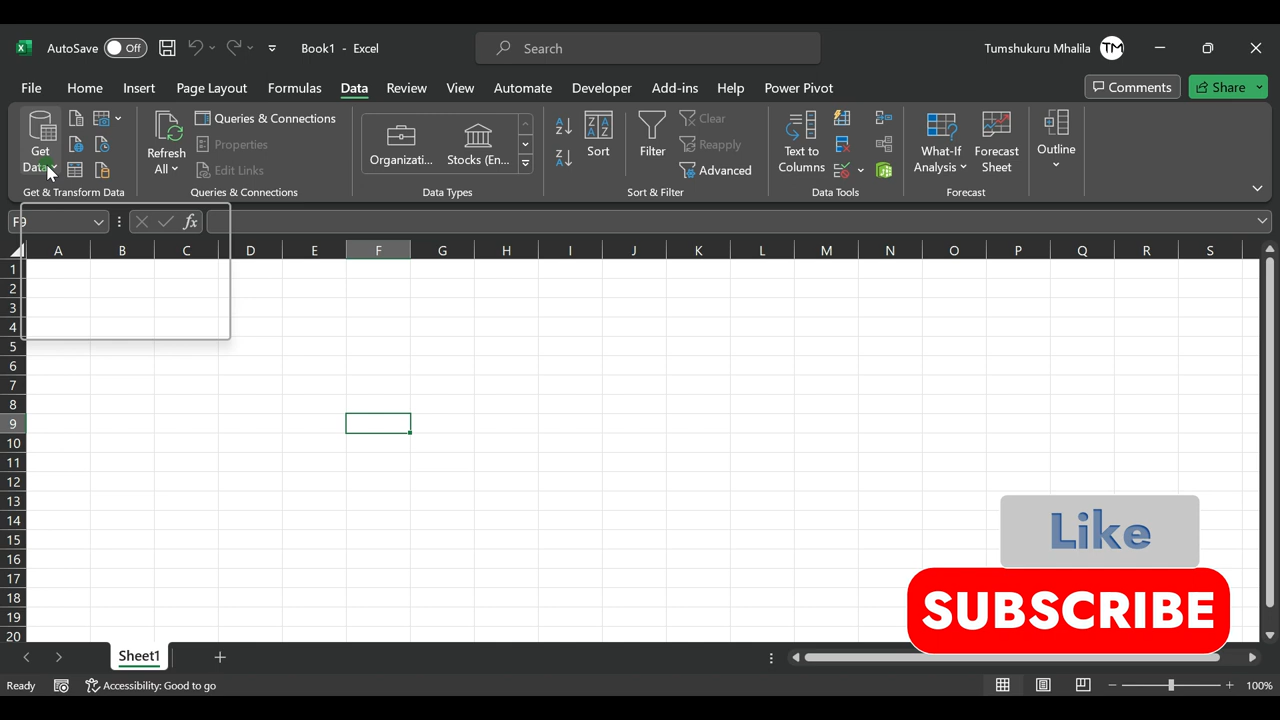 AutoSave Off Book1 - Excel Search Tumshukuru Mhalila TM
File Home Insert Page Layout Formulas Data Review View Automate Developer Add-ins Help Power Pivot Comments Share
Get Data Refresh All Queries & Connections Properties Edit Links Organizati... Stocks (En... Sort Filter Clear Reapply Advanced Text to Columns What-If Analysis Forecast Sheet Outline
Get & Transform Data Queries & Connections Data Types Sort & Filter Data Tools Forecast
F9 fx
A B C D E F G H I J K L M N O P Q R S
1
2
3
4
5
6
7
8
9
10
11
12
13
14
15
16
17
18
19
20
Like
SUBSCRIBE
Sheet1
Ready Accessibility: Good to go 100%